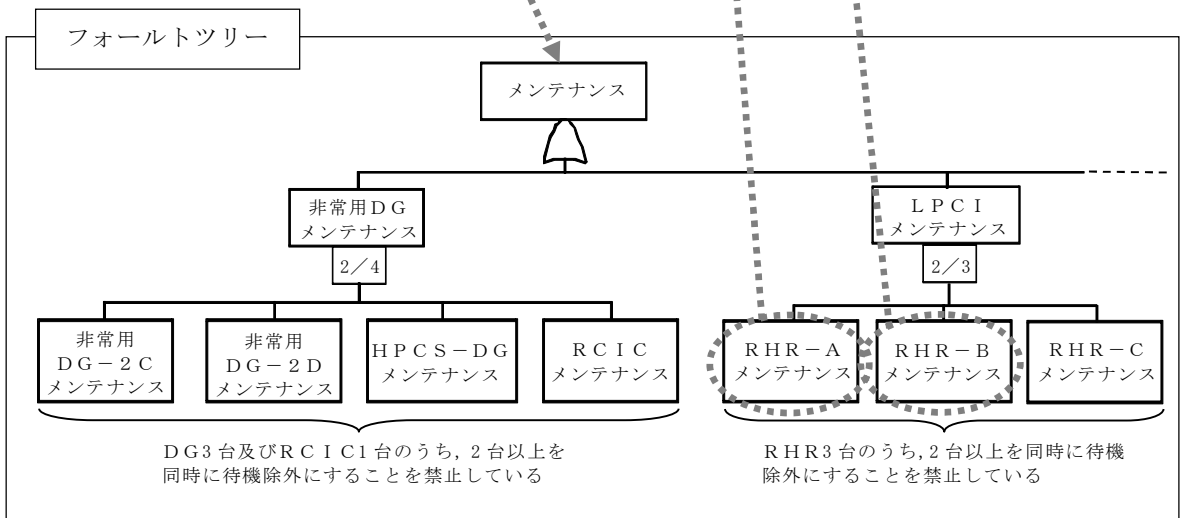 フォールトツリー
メンテナンス
非常用DG
メンテナンス
LPCI
メンテナンス
2/4
2/3
非常用
DG-2C
メンテナンス
非常用
DG-2D
メンテナンス
HPCS-DG
メンテナンス
RCIC
メンテナンス
RHR-A
メンテナンス
RHR-B
メンテナンス
RHR-C
メンテナンス
DG3台及びRCIC1台のうち，2台以上を
同時に待機除外にすることを禁止している
RHR3台のうち，2台以上を同時に待機
除外にすることを禁止している